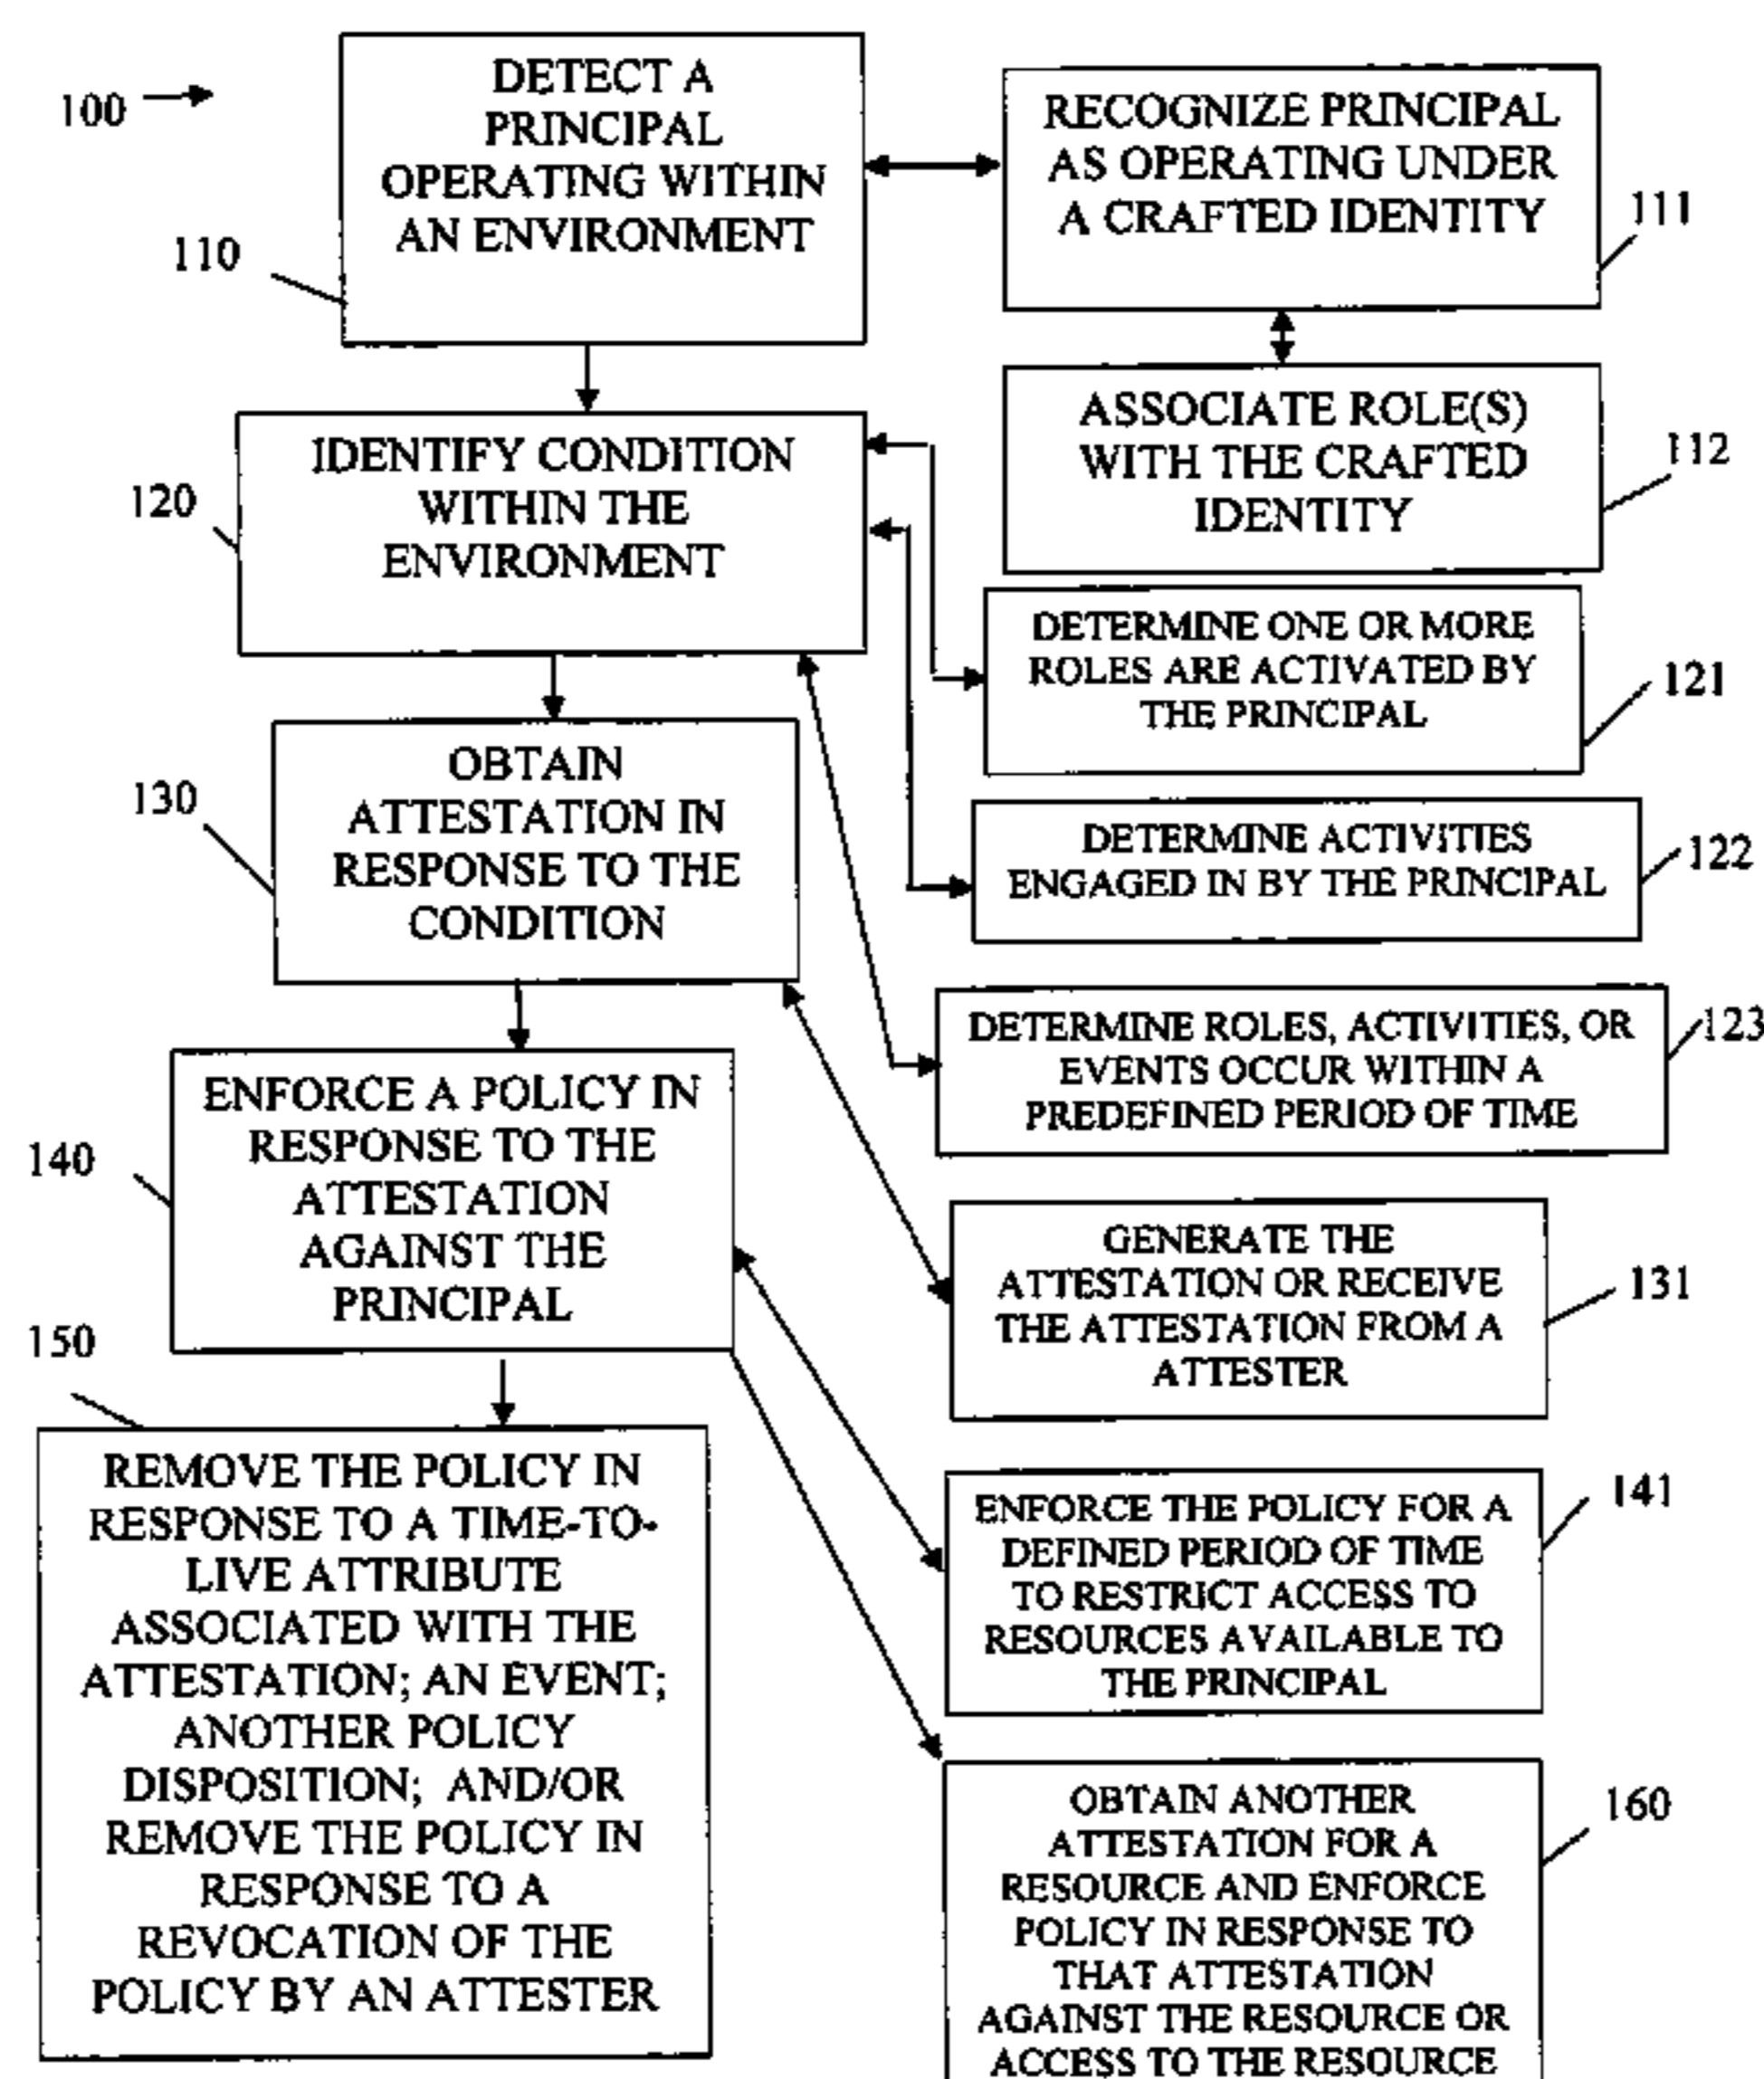 100
DETECT A
PRINCIPAL
OPERATING WITHIN
AN ENVIRONMENT
110
RECOGNIZE PRINCIPAL
AS OPERATING UNDER
A CRAFTED IDENTITY
111
ASSOCIATE ROLE(S)
WITH THE CRAFTED
IDENTITY
112
IDENTIFY CONDITION
WITHIN THE
ENVIRONMENT
120
DETERMINE ONE OR MORE
ROLES ARE ACTIVATED BY
THE PRINCIPAL
121
DETERMINE ACTIVITIES
ENGAGED IN BY THE PRINCIPAL
122
DETERMINE ROLES, ACTIVITIES, OR
EVENTS OCCUR WITHIN A
PREDEFINED PERIOD OF TIME
123
OBTAIN
ATTESTATION IN
RESPONSE TO THE
CONDITION
130
GENERATE THE
ATTESTATION OR RECEIVE
THE ATTESTATION FROM A
ATTESTER
131
ENFORCE A POLICY IN
RESPONSE TO THE
ATTESTATION
AGAINST THE
PRINCIPAL
140
ENFORCE THE POLICY FOR A
DEFINED PERIOD OF TIME
TO RESTRICT ACCESS TO
RESOURCES AVAILABLE TO
THE PRINCIPAL
141
150
REMOVE THE POLICY IN
RESPONSE TO A TIME-TO-
LIVE ATTRIBUTE
ASSOCIATED WITH THE
ATTESTATION; AN EVENT;
ANOTHER POLICY
DISPOSITION; AND/OR
REMOVE THE POLICY IN
RESPONSE TO A
REVOCATION OF THE
POLICY BY AN ATTESTER
OBTAIN ANOTHER
ATTESTATION FOR A
RESOURCE AND ENFORCE
POLICY IN RESPONSE TO
THAT ATTESTATION
AGAINST THE RESOURCE OR
ACCESS TO THE RESOURCE
160